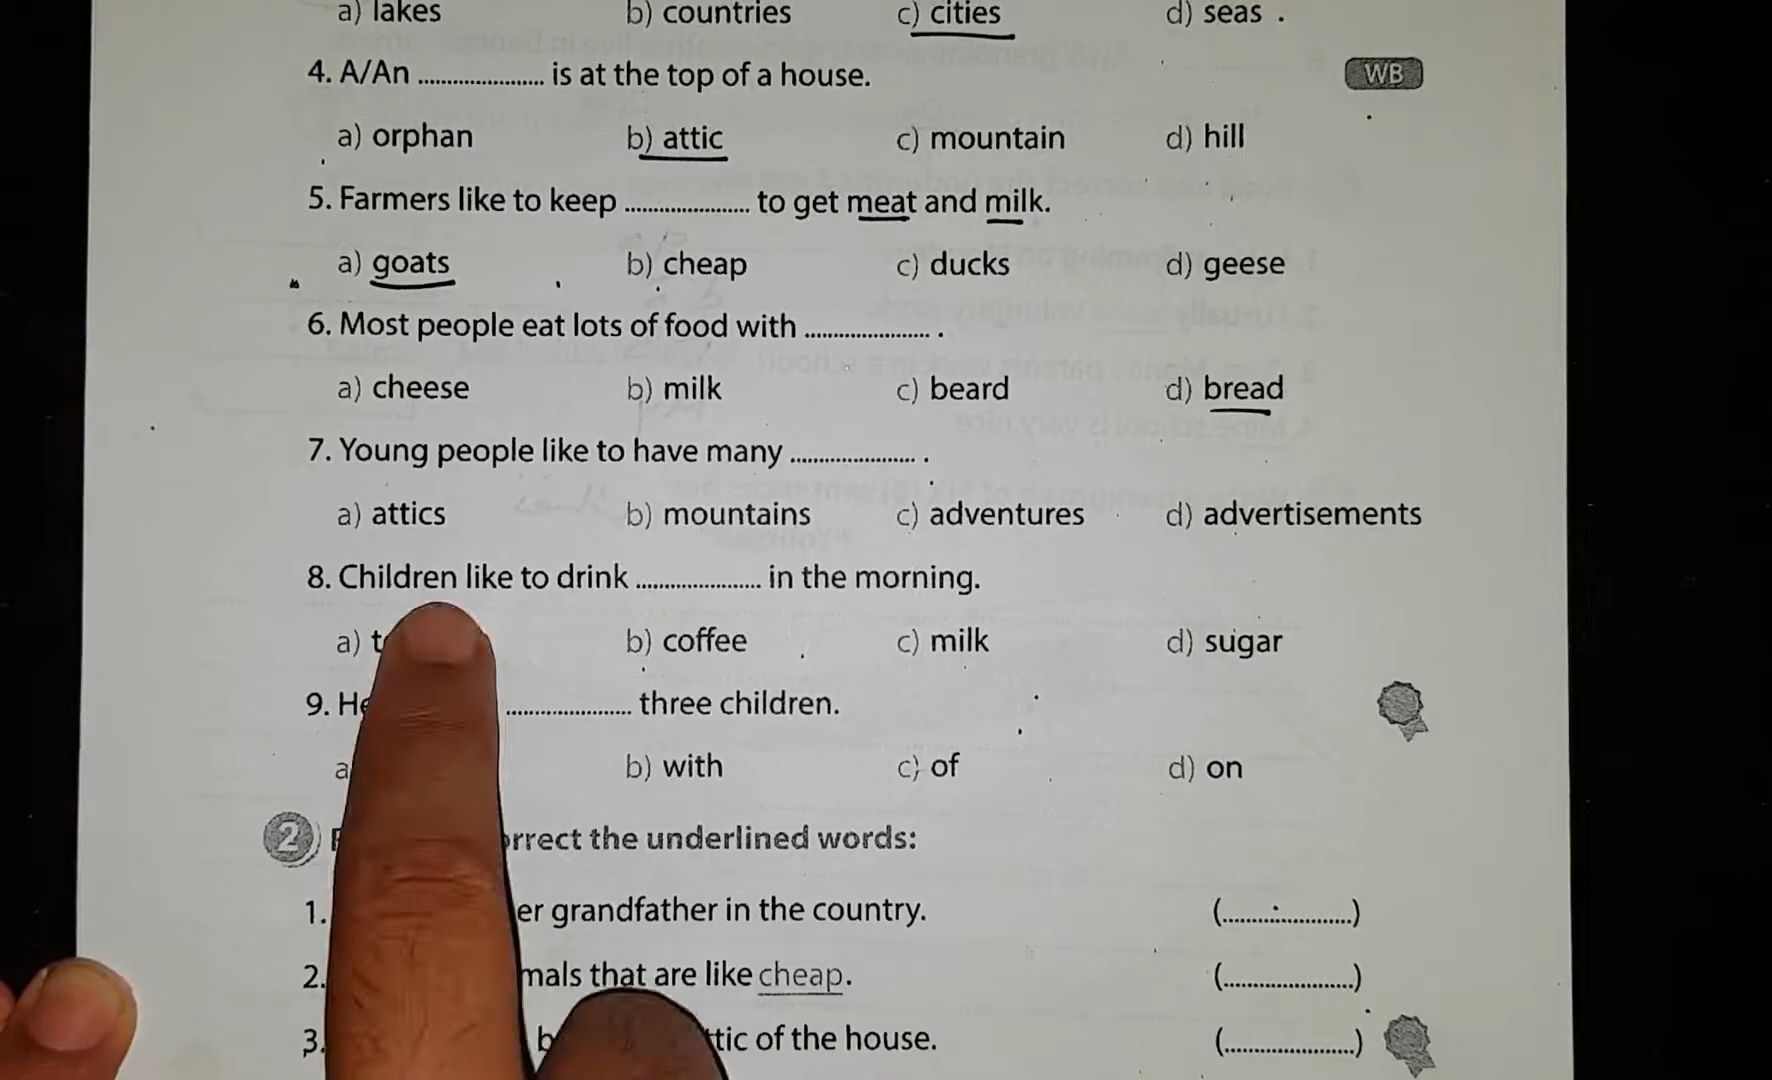 a) lakes b) countries c) cities d) seas .
4. A/An ...................... is at the top of a house. WB
a) orphan b) attic c) mountain d) hill
5. Farmers like to keep ...................... to get meat and milk.
a) goats b) cheap c) ducks d) geese
6. Most people eat lots of food with ...................... .
a) cheese b) milk c) beard d) bread
7. Young people like to have many ...................... .
a) attics b) mountains c) adventures d) advertisements
8. Children like to drink ...................... in the morning.
a) b) coffee c) milk d) sugar
9. ...................... three children.
b) with c) of d) on
2 the underlined words:
1. grandfather in the country. (......................)
2. that are like cheap. (......................)
3. of the house. (......................)